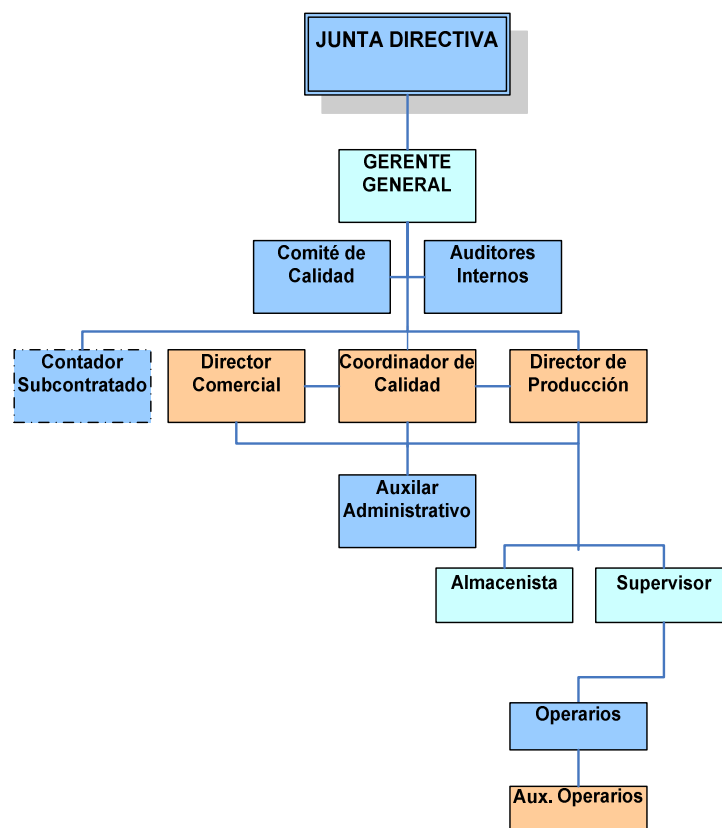 JUNTA DIRECTIVA
GERENTE
GENERAL
Comité de
Calidad
Auditores
Internos
Contador
Subcontratado
Director
Comercial
Coordinador de
Calidad
Director de
Producción
Auxilar
Administrativo
Almacenista
Supervisor
Operarios
Aux. Operarios